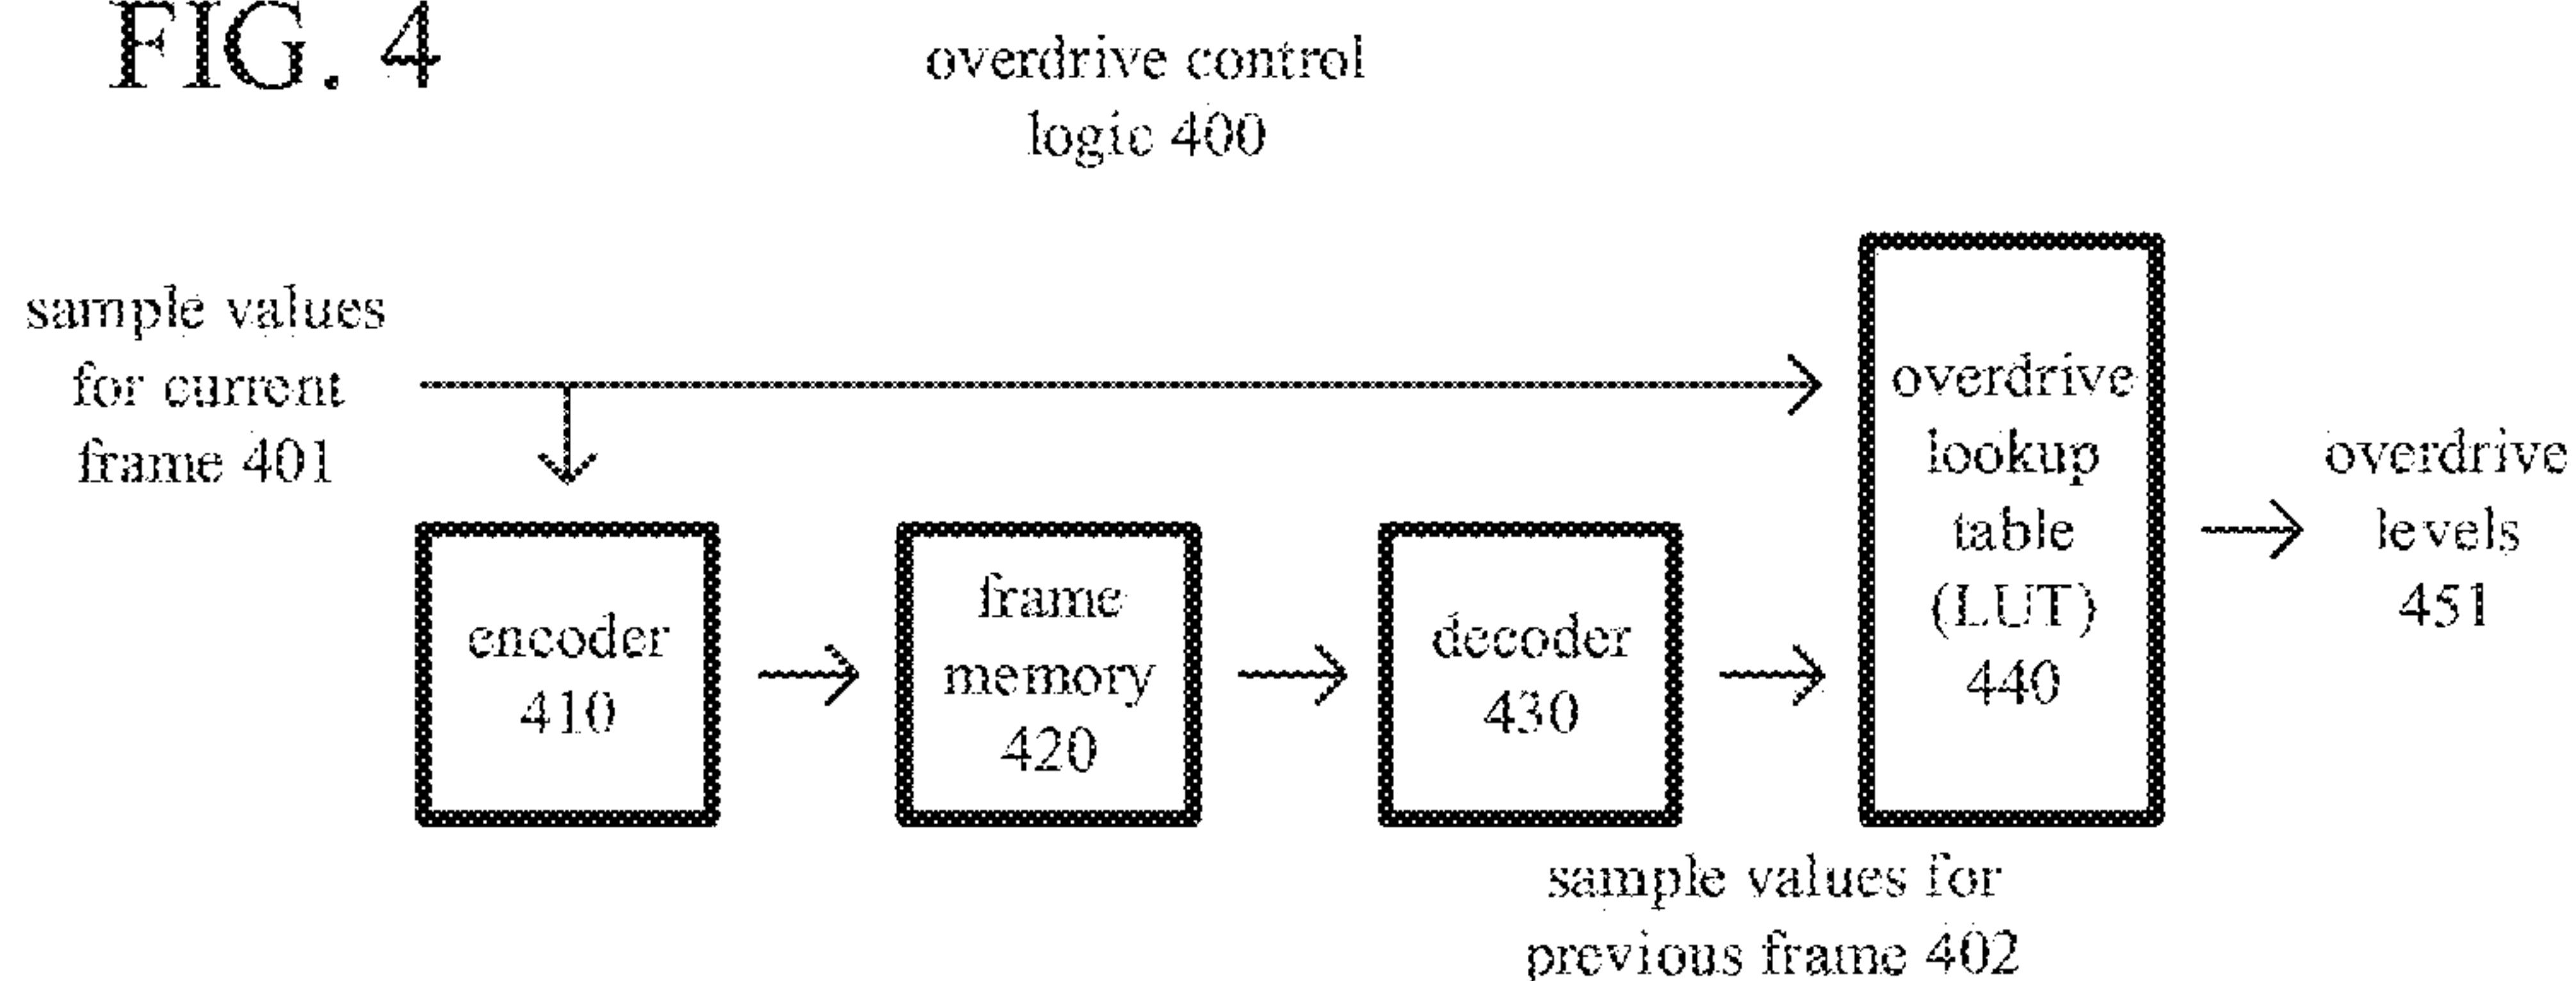 FIG. 4
overdrive control
logic 400
sample values
for current
frame 401
encoder
410
frame
memory
420
decoder
430
overdrive
lookup
table
(LUT)
440
overdrive
levels
451
sample values for
previous frame 402